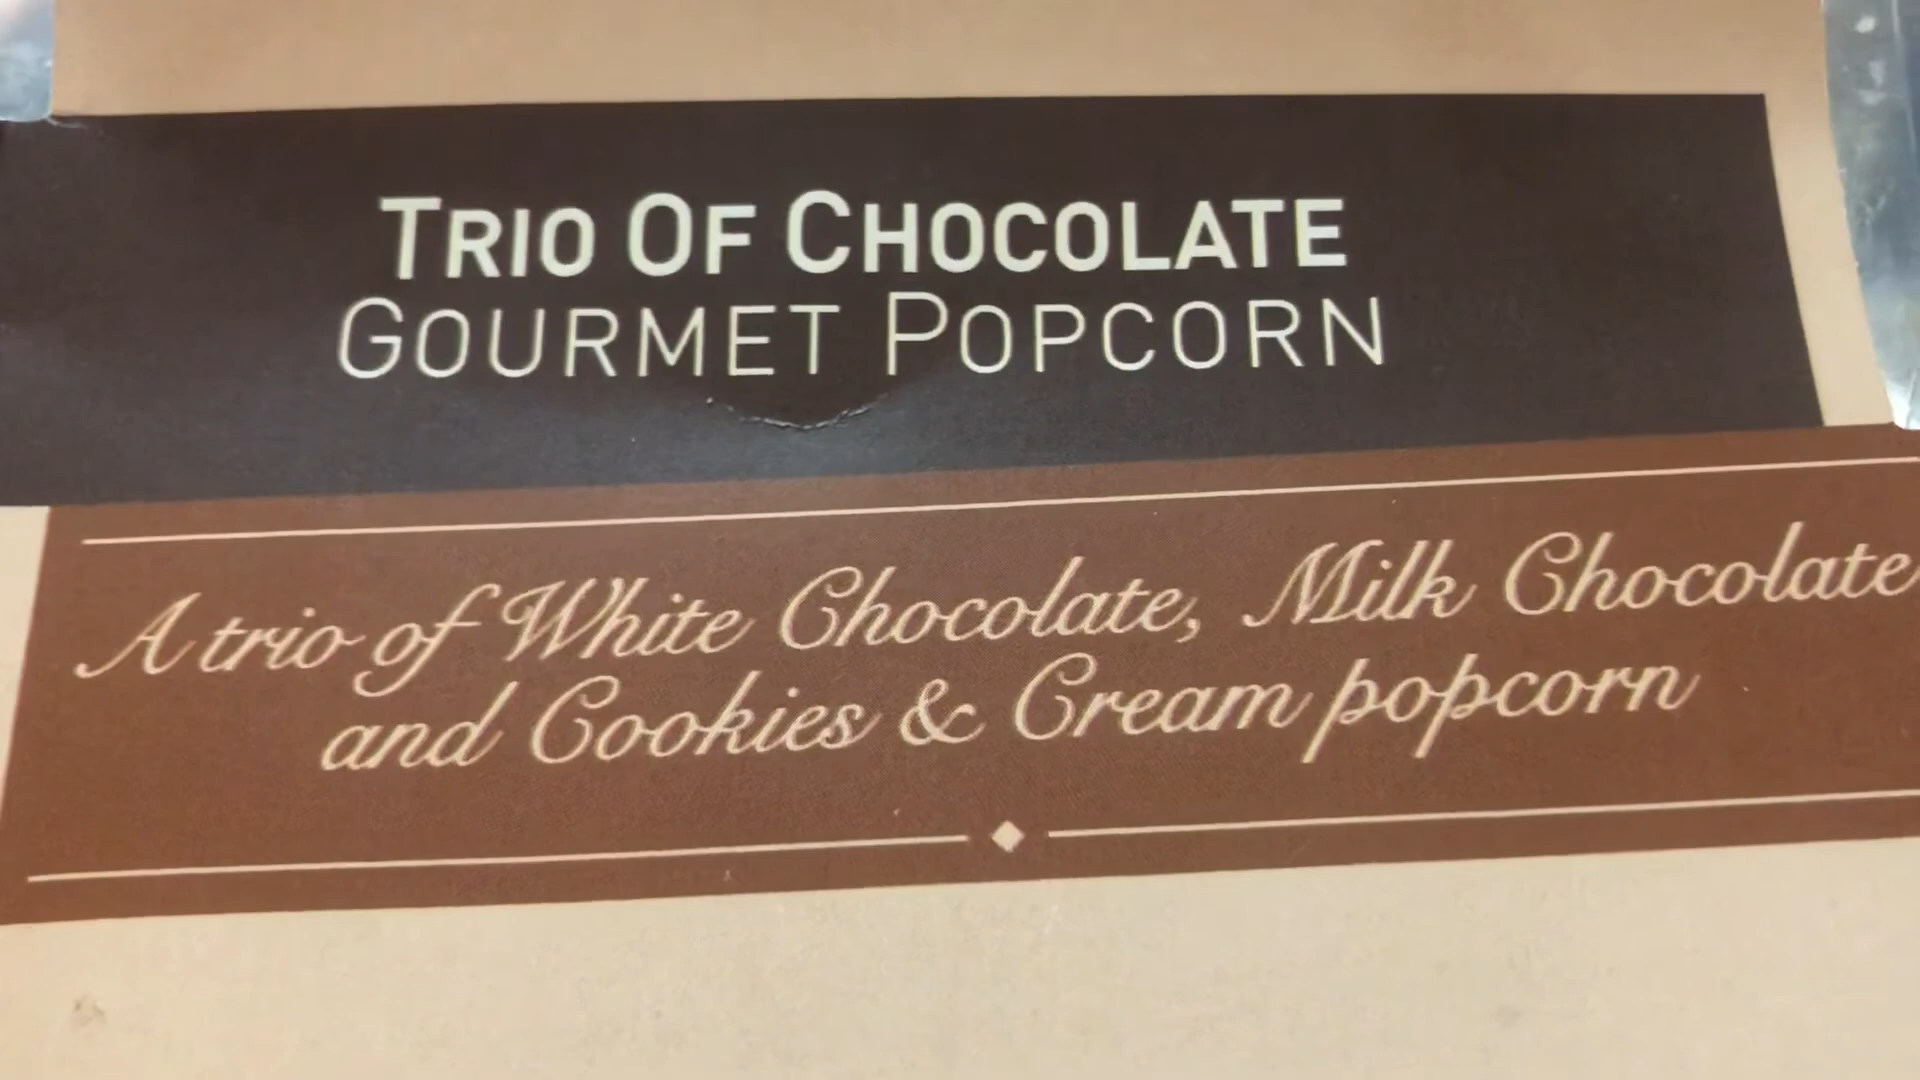 TRIO OF CHOCOLATE
GOURMET POPCORN
A trio of White Chocolate, Milk Chocolate
and Cookies & Cream popcorn